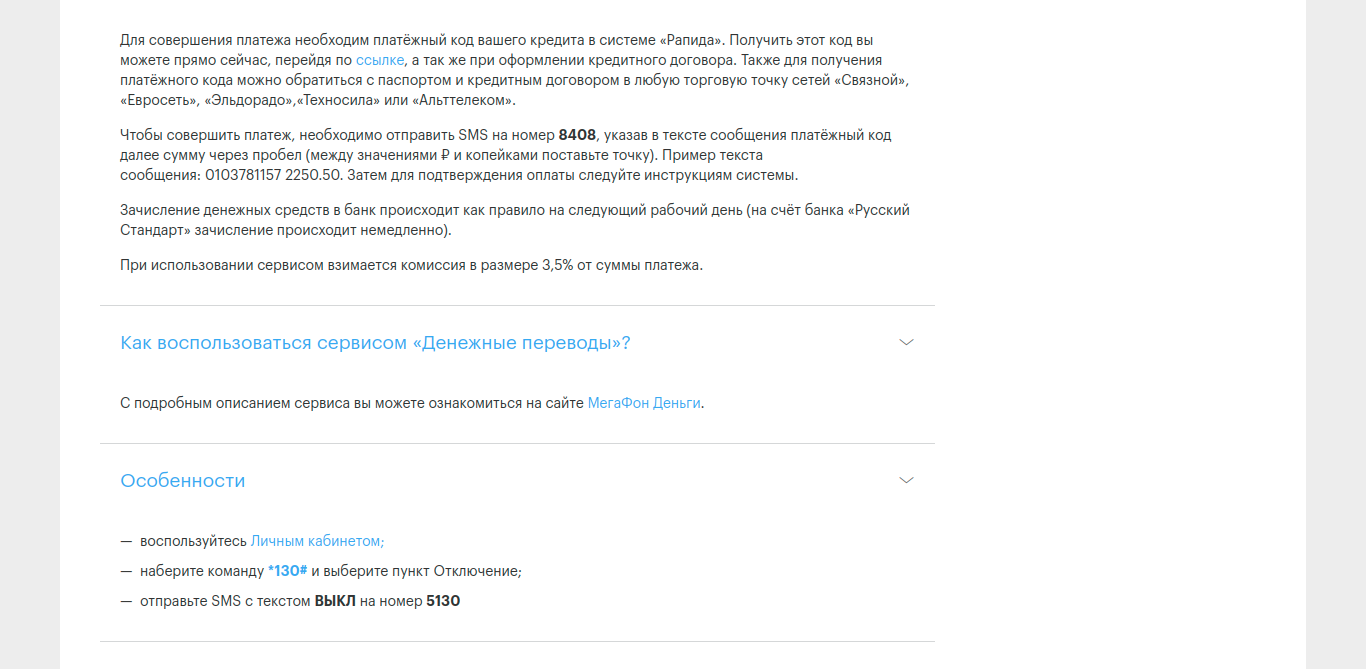 Для совершения платежа необходим платёжный код вашего кредита в системе «Рапида». Получить этот код вы
можете прямо сейчас, перейдя по ссылке, а так же при оформлении кредитного договора. Также для получения
платёжного кода можно обратиться с паспортом и кредитным договором в любую торговую точку сетей «Связной»,
«Евросеть», «Эльдорадо»,«Техносила» или «Альттелеком».
Чтобы совершить платеж, необходимо отправить SMS на номер 8408, указав в тексте сообщения платёжный код
далее сумму через пробел (между значениями ₽ и копейками поставьте точку). Пример текста
сообщения: 0103781157 2250.50. Затем для подтверждения оплаты следуйте инструкциям системы.
Зачисление денежных средств в банк происходит как правило на следующий рабочий день (на счёт банка «Русский
Стандарт» зачисление происходит немедленно).
При использовании сервисом взимается комиссия в размере 3,5% от суммы платежа.
Как воспользоваться сервисом «Денежные переводы»?
С подробным описанием сервиса вы можете ознакомиться на сайте МегаФон Деньги.
Особенности
— воспользуйтесь Личным кабинетом;
— наберите команду *130# и выберите пункт Отключение;
— отправьте SMS с текстом ВЫКЛ на номер 5130